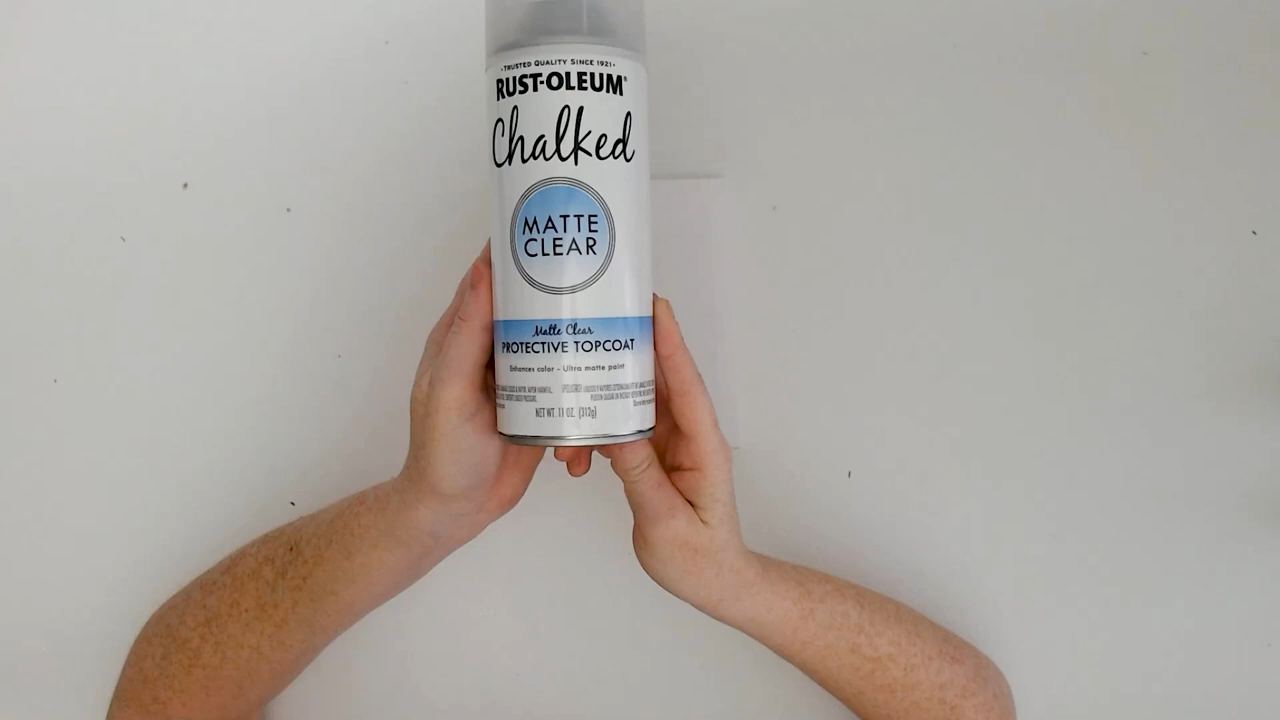 •TRUSTED QUALITY SINCE 1921•
RUST-OLEUM®
Chalked
MATTE
CLEAR
Matte Clear
PROTECTIVE TOPCOAT
Enhances color - Ultra matte paint
NET WT. 11 OZ. (312g)